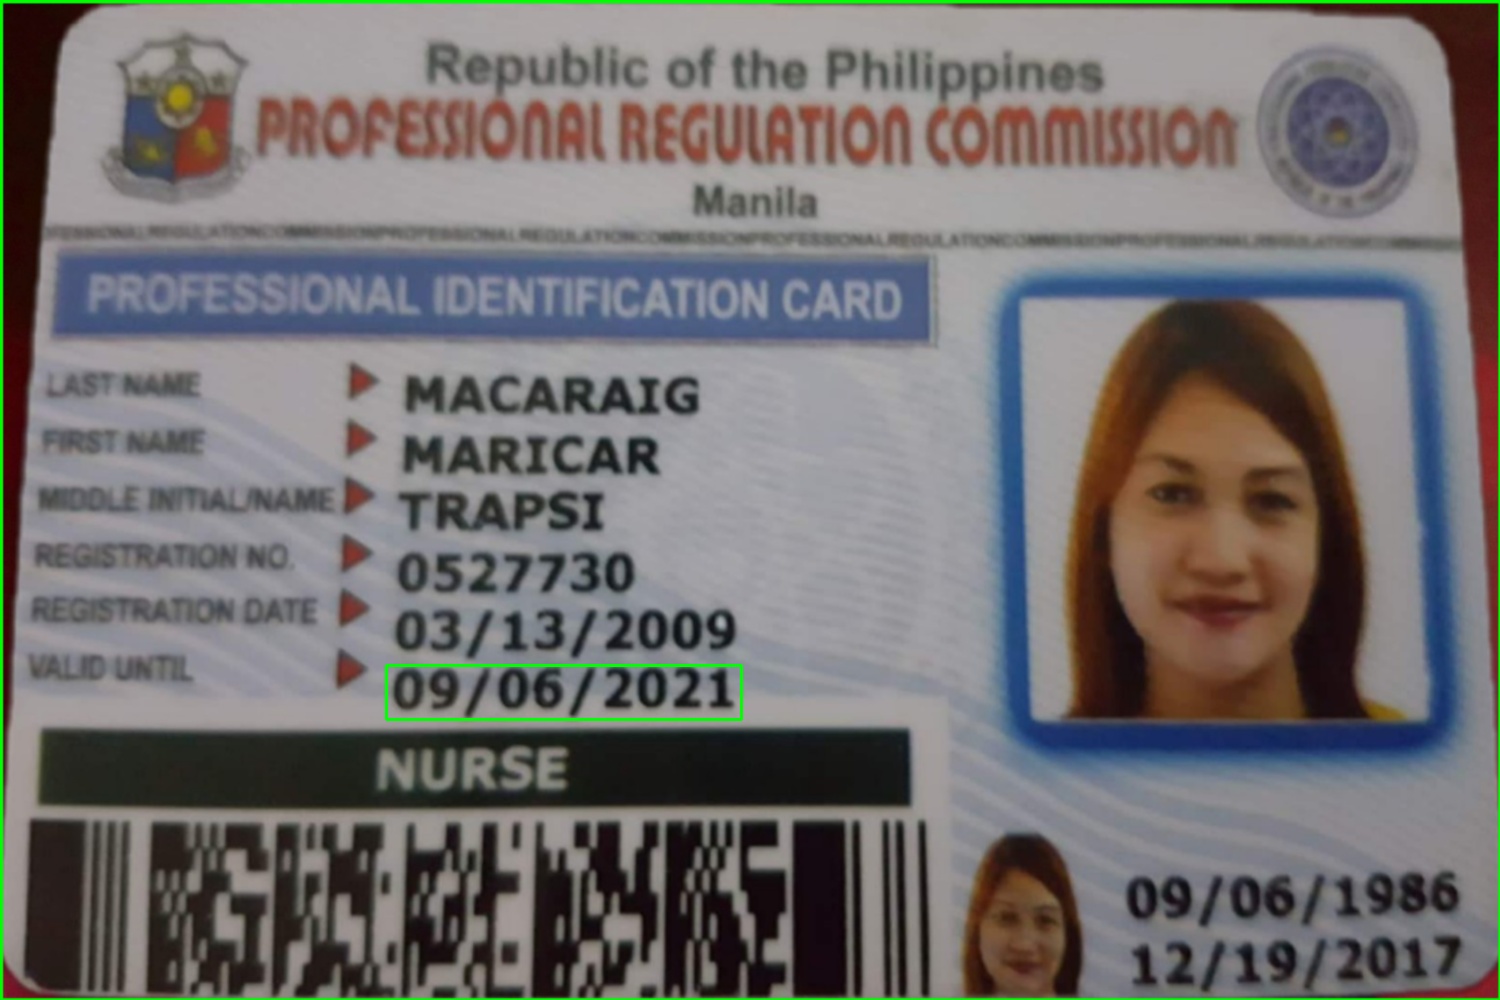 Republic of the Philippines
PROFESSIONAL REGULATION COMMISSION
Manila
PROFESSIONAL IDENTIFICATION CARD
LAST NAME MACARAIG
FIRST NAME MARICAR
MIDDLE INITIAL/NAME TRAPSI
REGISTRATION NO. 0527730
REGISTRATION DATE 03/13/2009
VALID UNTIL 09/06/2021
NURSE
09/06/1986
12/19/2017